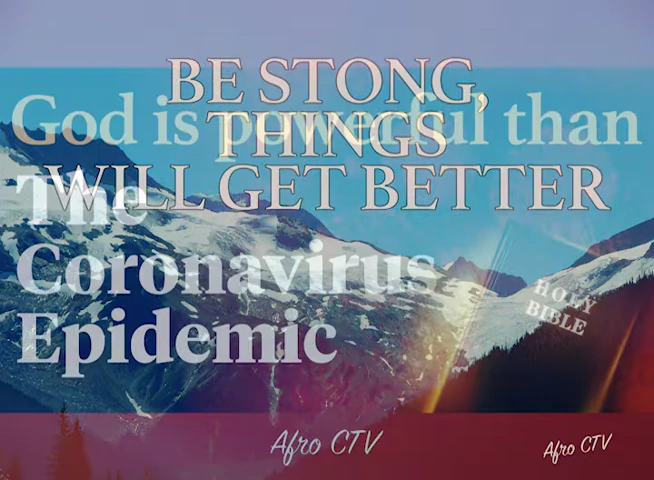 BE STONG,
THINGS
WILL GET BETTER
God is powerful than
The
Coronavirus
Epidemic
HOLY
BIBLE
Afro CTV
Afro CTV